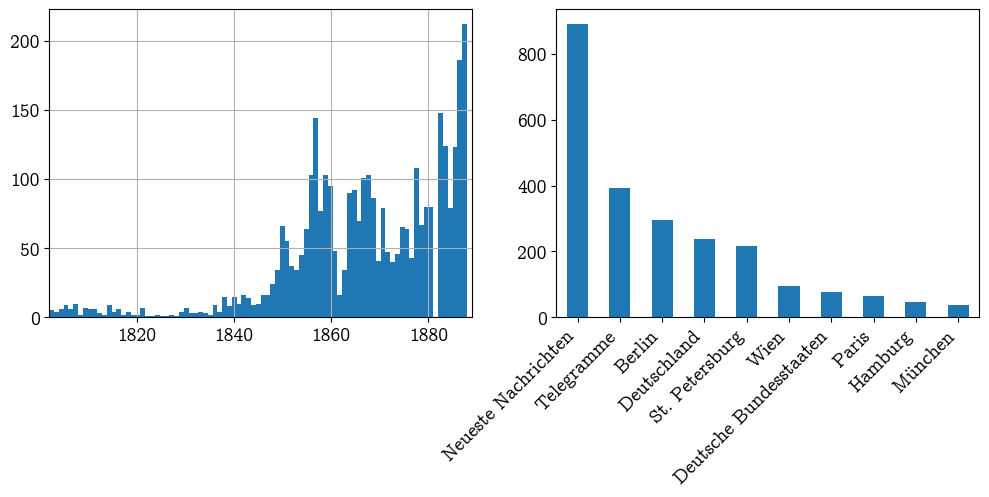 200
150
100
50
0
1820
1840
1860
1880
800
600
400
200
0
Neueste Nachrichten
Telegramme
Berlin
Deutschland
St. Petersburg
Wien
Deutsche Bundesstaaten
Paris
Hamburg
München